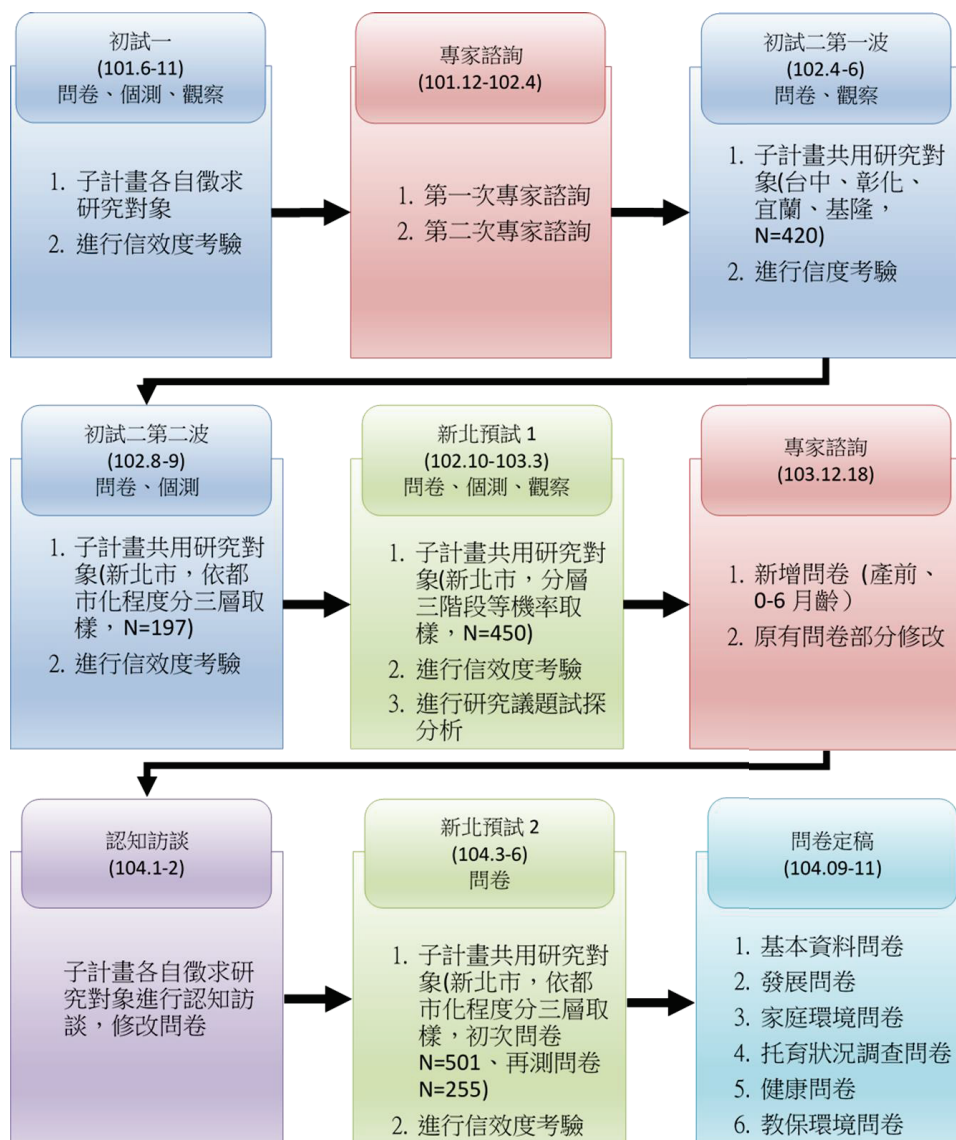 初試一
(101.6-11)
問卷、個測、觀察
1. 子計畫各自徵求
研究對象
2. 進行信效度考驗
專家諮詢
(101.12-102.4)
1. 第一次專家諮詢
2. 第二次專家諮詢
初試二第一波
(102.4-6)
問卷、觀察
1. 子計畫共用研究對
象(台中、彰化、
宜蘭、基隆，
N=420)
2. 進行信度考驗
初試二第二波
(102.8-9)
問卷、個測
1. 子計畫共用研究對
象(新北市，依都
市化程度分三層取
樣，N=197)
2. 進行信效度考驗
新北預試 1
(102.10-103.3)
問卷、個測、觀察
1. 子計畫共用研究對
象(新北市，分層
三階段等機率取
樣，N=450)
2. 進行信效度考驗
3. 進行研究議題試探
分析
專家諮詢
(103.12.18)
1. 新增問卷（產前、
0-6 月齡）
2. 原有問卷部分修改
認知訪談
(104.1-2)
子計畫各自徵求研
究對象進行認知訪
談，修改問卷
新北預試 2
(104.3-6)
問卷
1. 子計畫共用研究對
象(新北市，依都
市化程度分三層取
樣，初次問卷
N=501、再測問卷
N=255)
2. 進行信效度考驗
問卷定稿
(104.09-11)
1. 基本資料問卷
2. 發展問卷
3. 家庭環境問卷
4. 托育狀況調查問卷
5. 健康問卷
6. 教保環境問卷